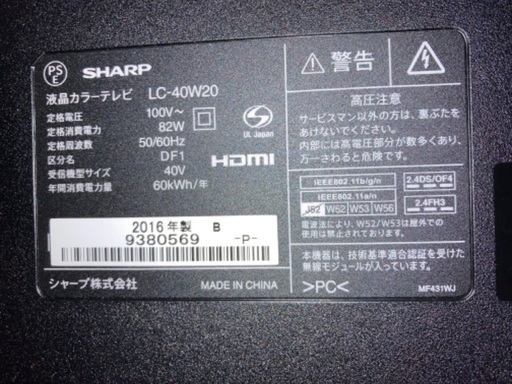 PS
E
SHARP
液晶カラーテレビ LC-40W20
定格電圧 100V～
定格消費電力 82W
定格周波数 50/60Hz
区分名 DF1
受信機型サイズ 40V
年間消費電力量 60kWh/年
UL Japan
HDMI
2016年製 B
9380569 -P-
シャープ株式会社
MADE IN CHINA
警告
高圧注意
サービスマン以外の方は、裏ぶたを
あけないでください。
内部には高電圧部分が数多くあり、
万一さわると危険です。
IEEE802.11b/g/n
IEEE802.11a/n
J52 W52 W53 W56
2.4DS/OF4
2.4FH3
電波法により、W52/W53は屋外での
使用は禁止されております。
本機器は、技術基準適合認証を受けた
無線モジュールが入っています。
>PC<
MF431WJ